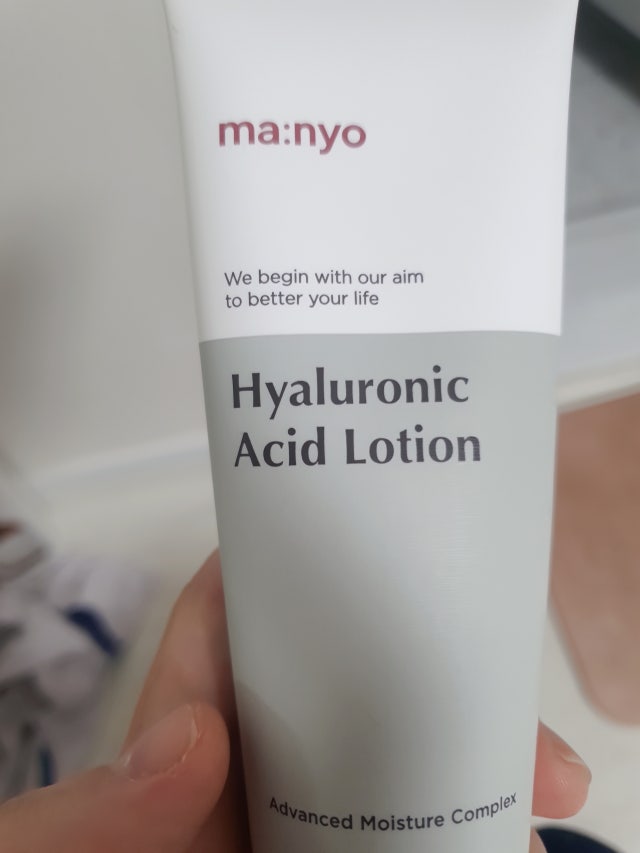 ma:nyo
We begin with our aim
to better your life
Hyaluronic
Acid Lotion
Advanced Moisture Complex